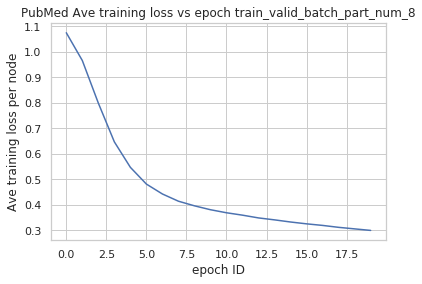 PubMed Ave training loss vs epoch train_valid_batch_part_num_8
Ave training loss per node
1.1
1.0
0.9
0.8
0.7
0.6
0.5
0.4
0.3
0.0 2.5 5.0 7.5 10.0 12.5 15.0 17.5
epoch ID